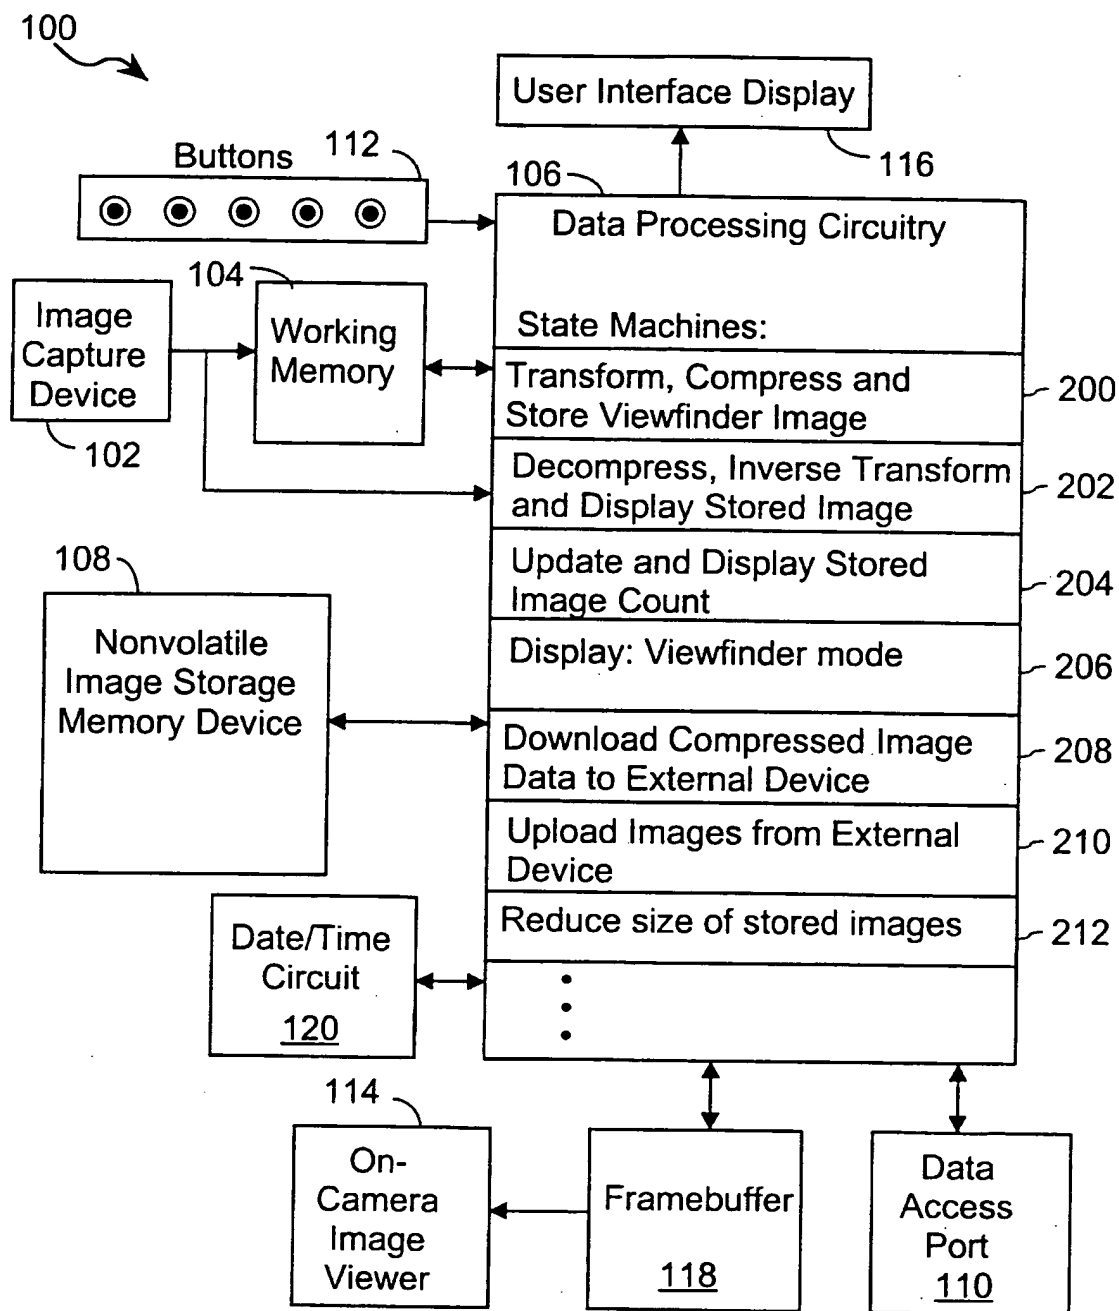 100
User Interface Display
116
Buttons
112
106
Data Processing Circuitry
State Machines:
104
Image
Capture
Device
102
Working
Memory
Transform, Compress and
Store Viewfinder Image
200
Decompress, Inverse Transform
and Display Stored Image
202
Update and Display Stored
Image Count
204
108
Nonvolatile
Image Storage
Memory Device
Display: Viewfinder mode
206
Download Compressed Image
Data to External Device
208
Upload Images from External
Device
210
Reduce size of stored images
212
Date/Time
Circuit
120
114
On-
Camera
Image
Viewer
Framebuffer
118
Data
Access
Port
110